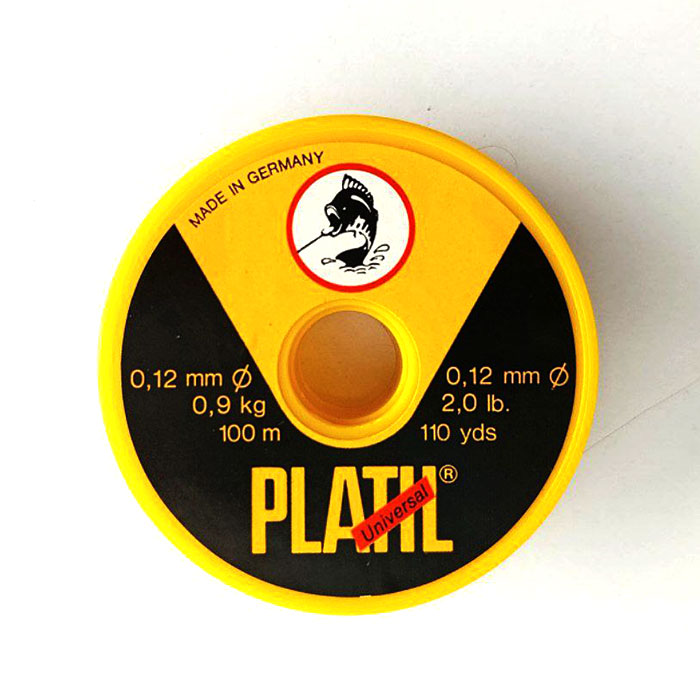 MADE IN GERMANY
0,12 mm Ø
0,9 kg
100 m
0,12 mm Ø
2,0 lb.
110 yds
PLATIL®
Universal